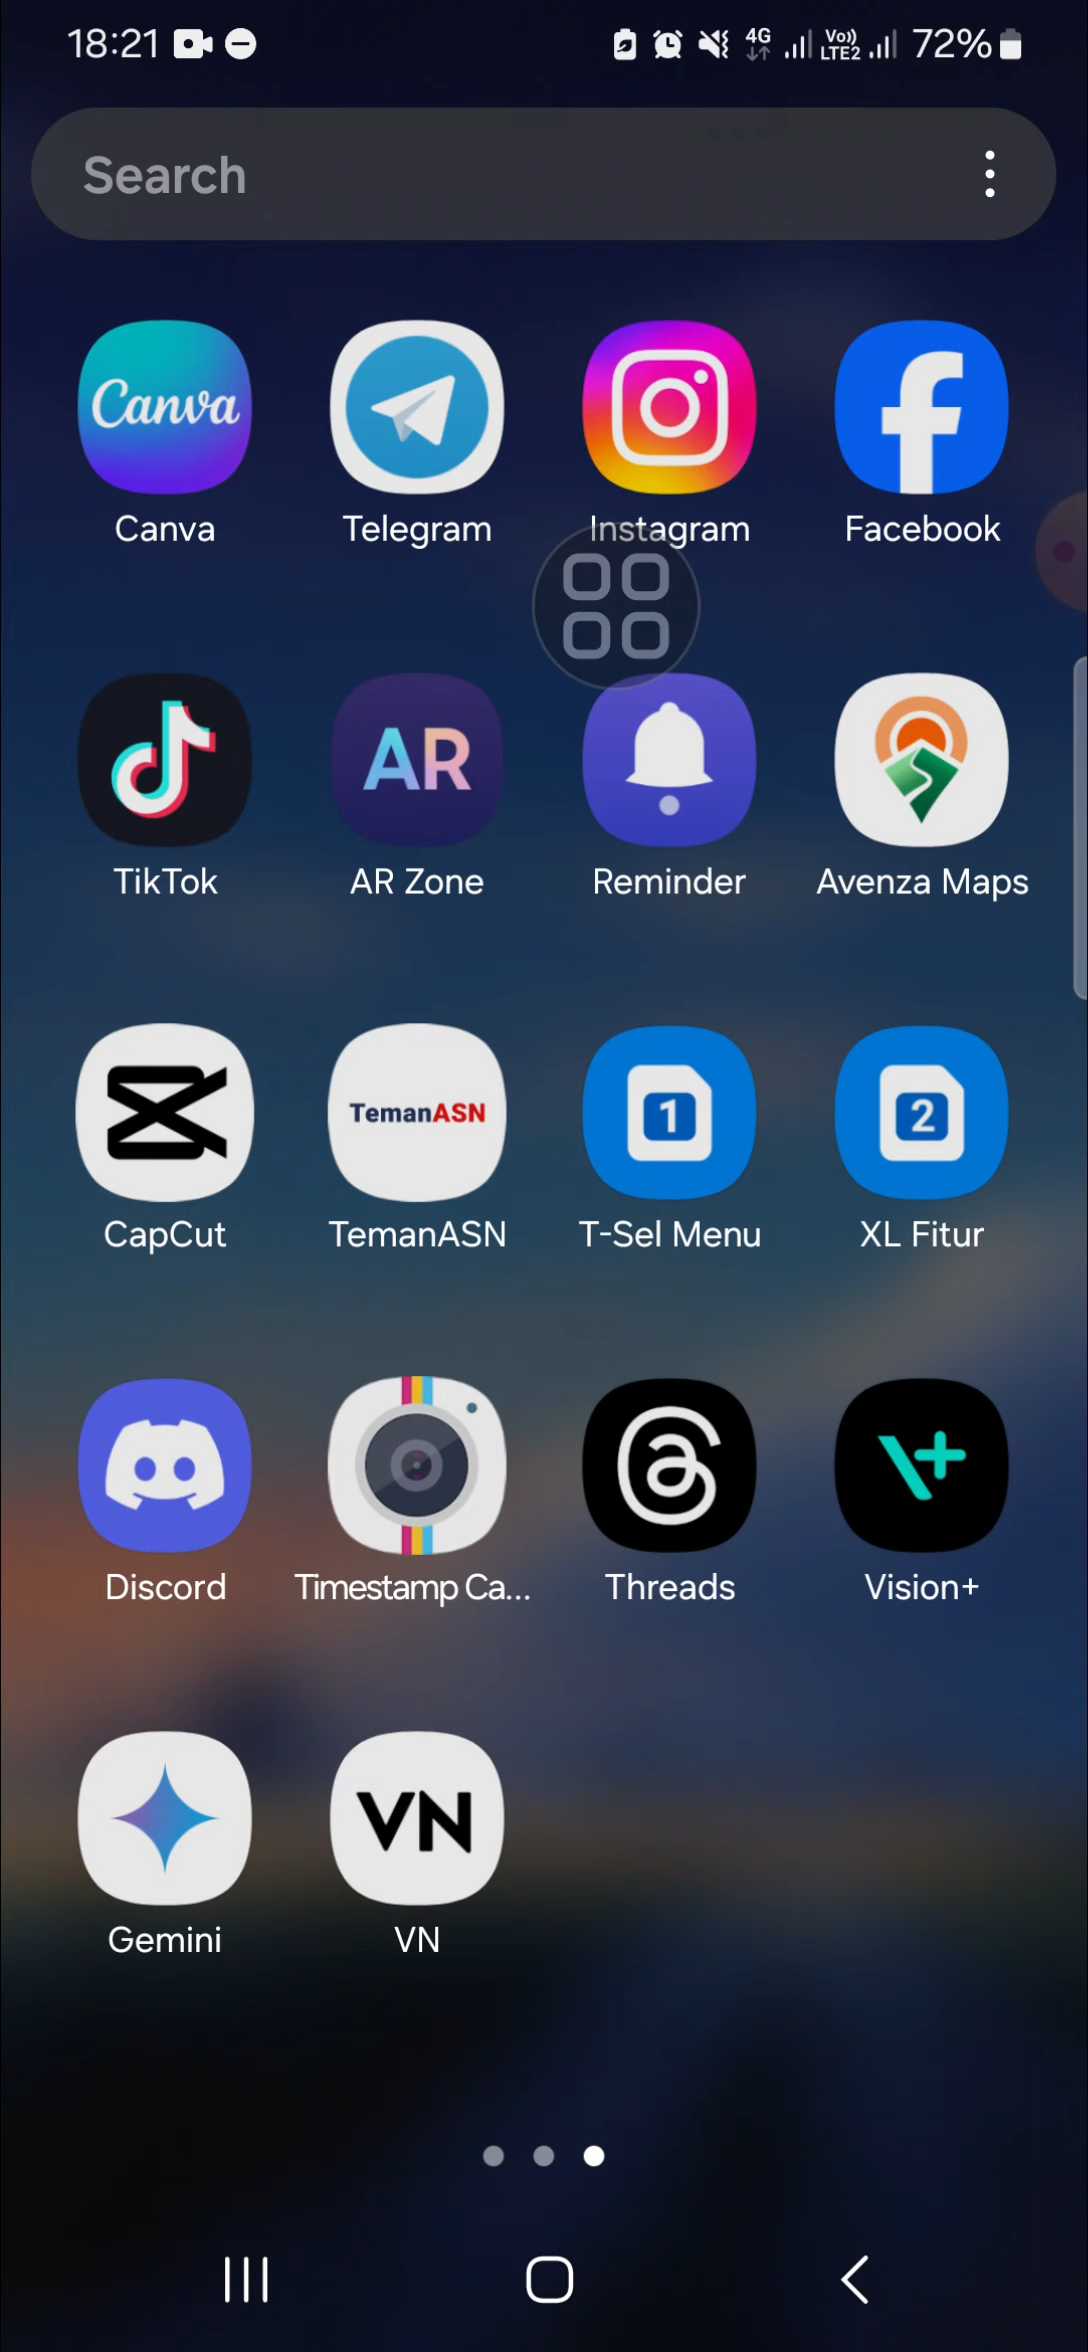 18:21 4G Vo)) LTE2 72%
Search
Canva
Canva Telegram Instagram Facebook
AR
TikTok AR Zone Reminder Avenza Maps
TemanASN 1 2
CapCut TemanASN T-Sel Menu XL Fitur
Discord Timestamp Ca... Threads Vision+
VN
Gemini VN